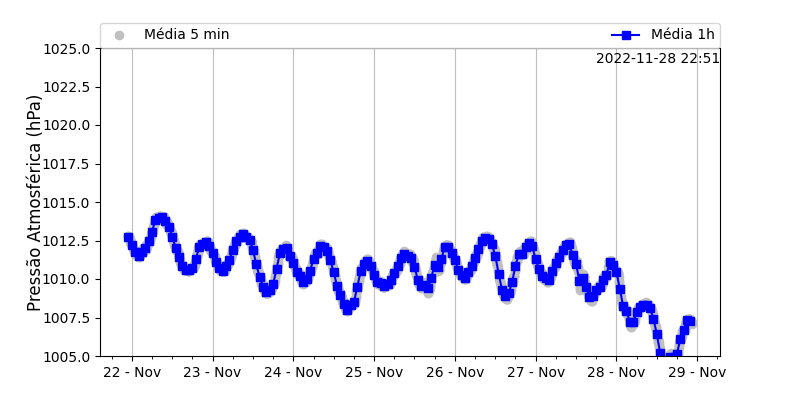 Média 5 min
Média 1h
2022-11-28 22:51
Pressão Atmosférica (hPa)
1025.0
1022.5
1020.0
1017.5
1015.0
1012.5
1010.0
1007.5
1005.0
22 - Nov
23 - Nov
24 - Nov
25 - Nov
26 - Nov
27 - Nov
28 - Nov
29 - Nov